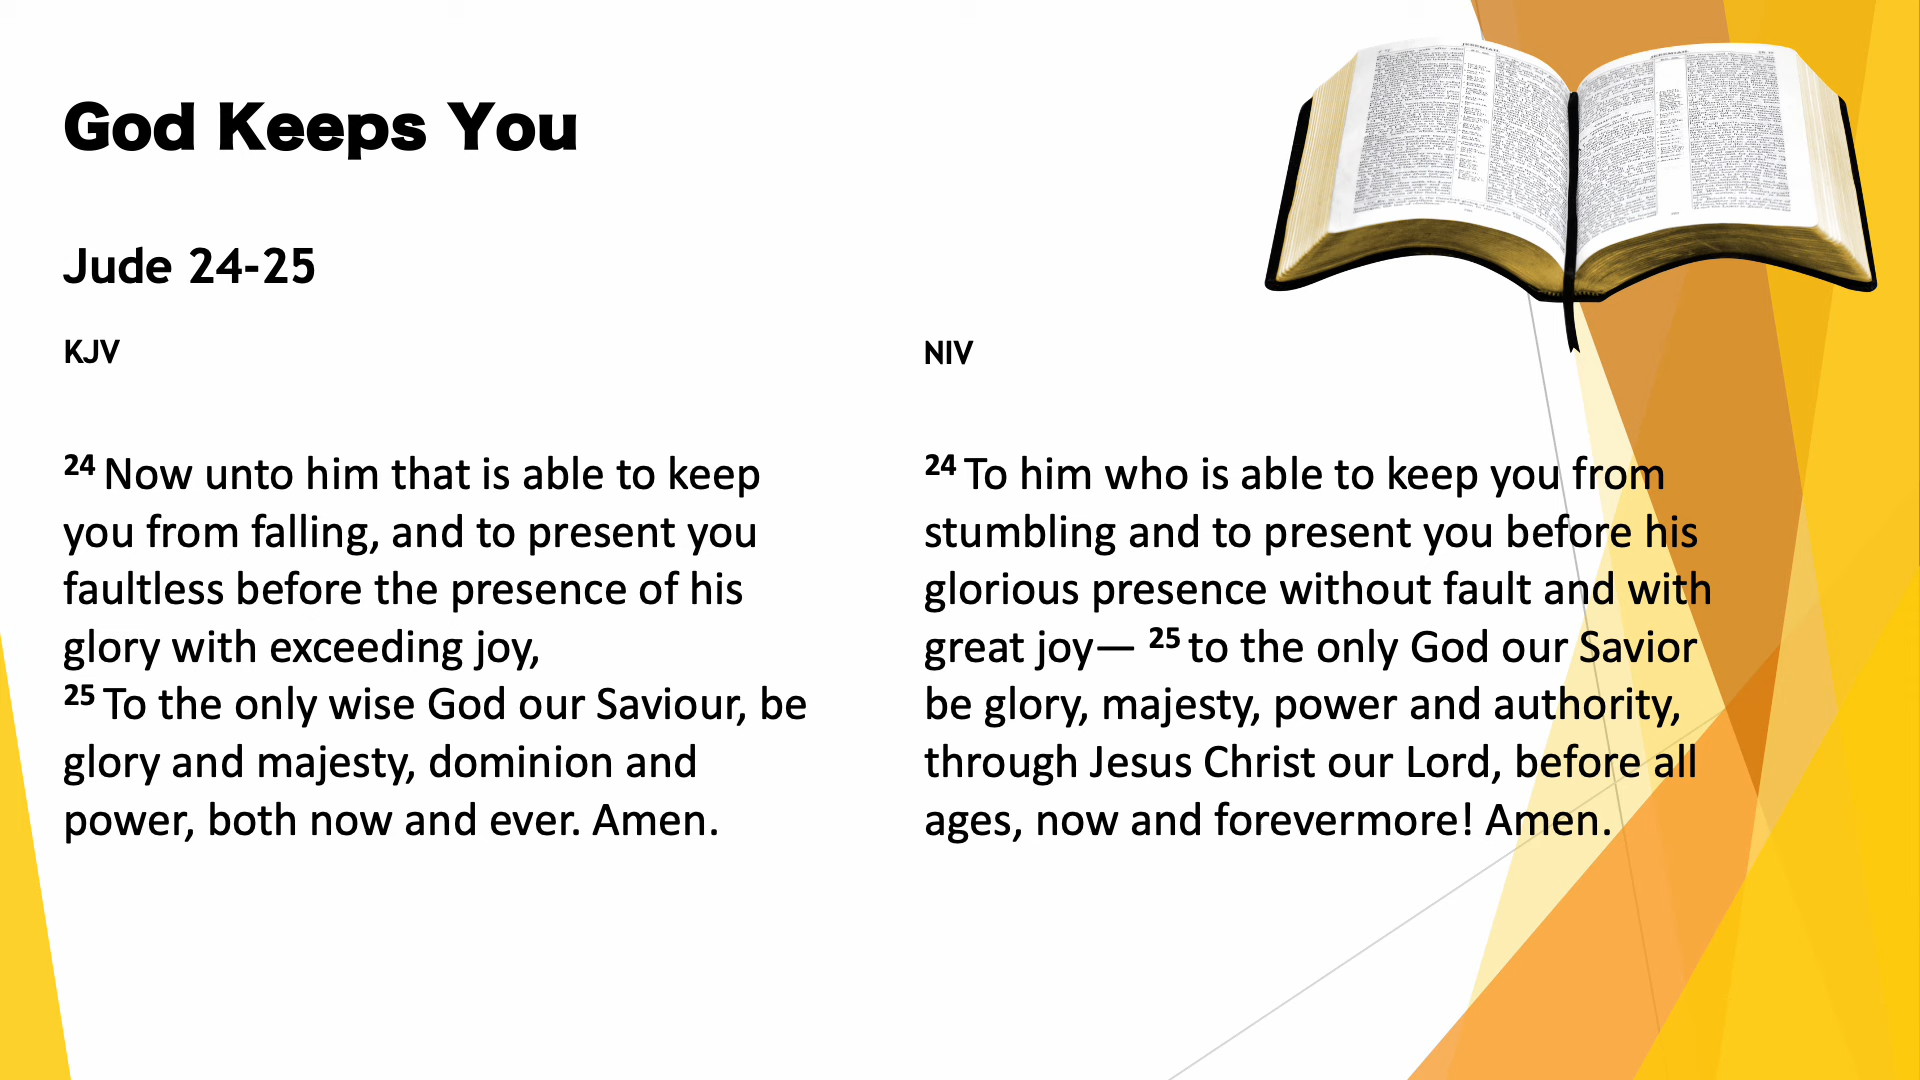 God Keeps You
Jude 24-25
KJV
24 Now unto him that is able to keep
you from falling, and to present you
faultless before the presence of his
glory with exceeding joy,
25 To the only wise God our Saviour, be
glory and majesty, dominion and
power, both now and ever. Amen.
NIV
24 To him who is able to keep you from
stumbling and to present you before his
glorious presence without fault and with
great joy— 25 to the only God our Savior
be glory, majesty, power and authority,
through Jesus Christ our Lord, before all
ages, now and forevermore! Amen.